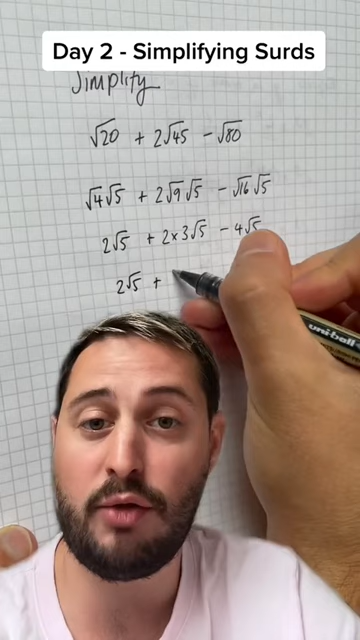 Day 2 - Simplifying Surds
Simplify
√20 + 2√45 - √80
√4√5 + 2√9√5 - √16√5
2√5 + 2×3√5 - 4√5
2√5 +
uni-ball